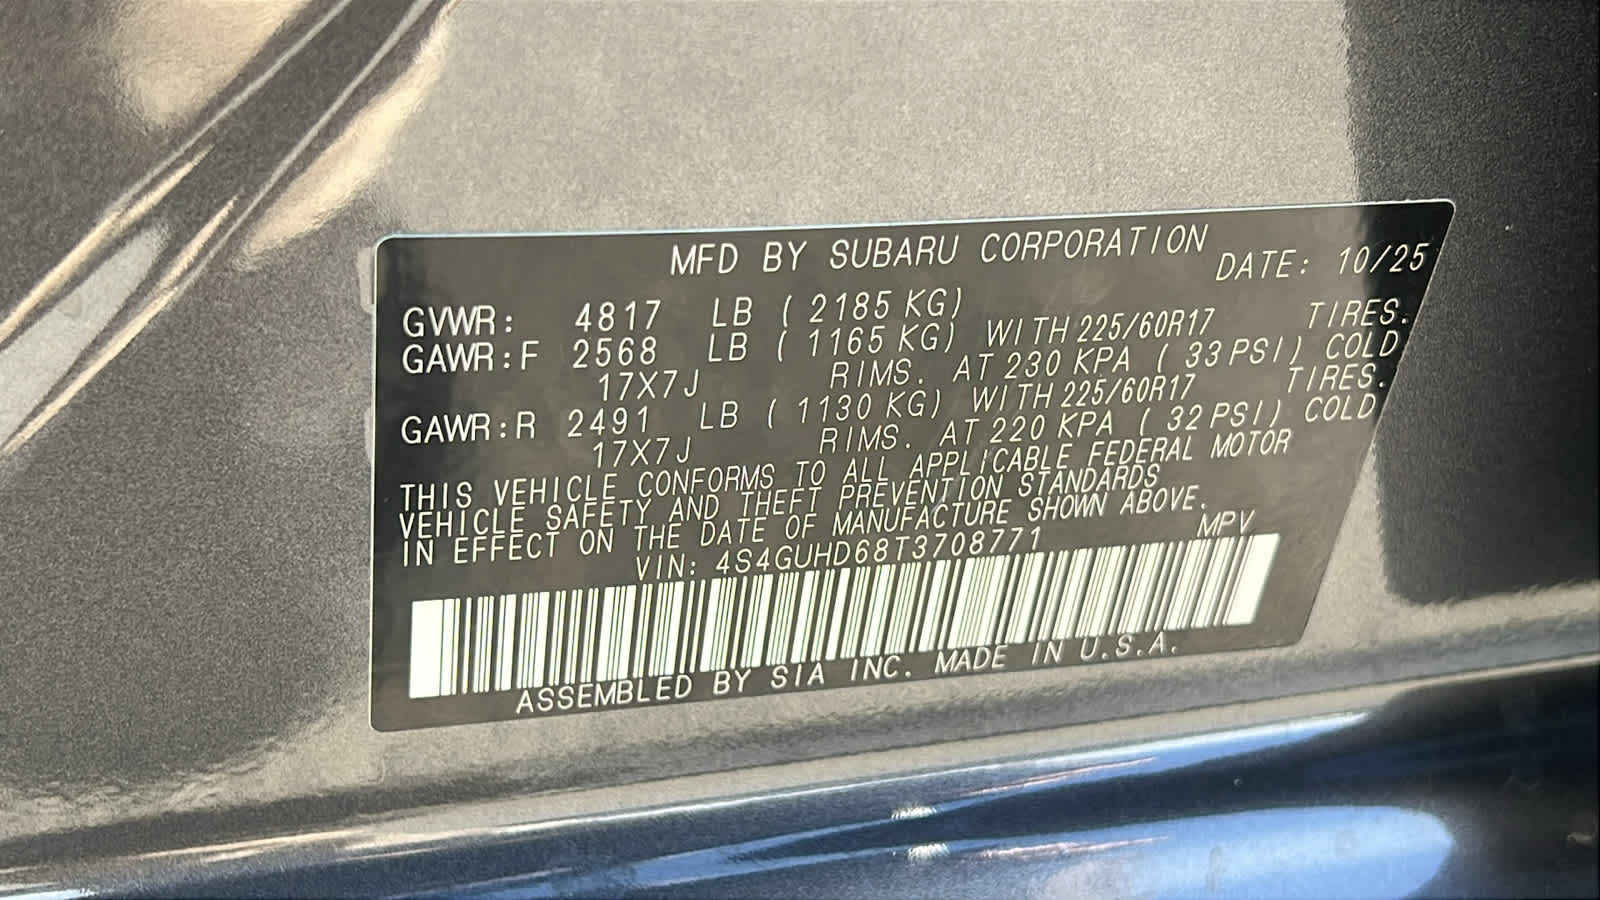 MFD BY SUBARU CORPORATION
DATE: 10/25
GVWR: 4817 LB ( 2185 KG)
GAWR:F 2568 LB ( 1165 KG) WITH 225/60R17 TIRES.
17X7J RIMS. AT 230 KPA ( 33 PSI) COLD
GAWR:R 2491 LB ( 1130 KG) WITH 225/60R17 TIRES.
17X7J RIMS. AT 220 KPA ( 32 PSI) COLD
THIS VEHICLE CONFORMS TO ALL APPLICABLE FEDERAL MOTOR
VEHICLE SAFETY AND THEFT PREVENTION STANDARDS
IN EFFECT ON THE DATE OF MANUFACTURE SHOWN ABOVE.
VIN: 4S4GUHD68T3708771 MPV
ASSEMBLED BY SIA INC. MADE IN U.S.A.